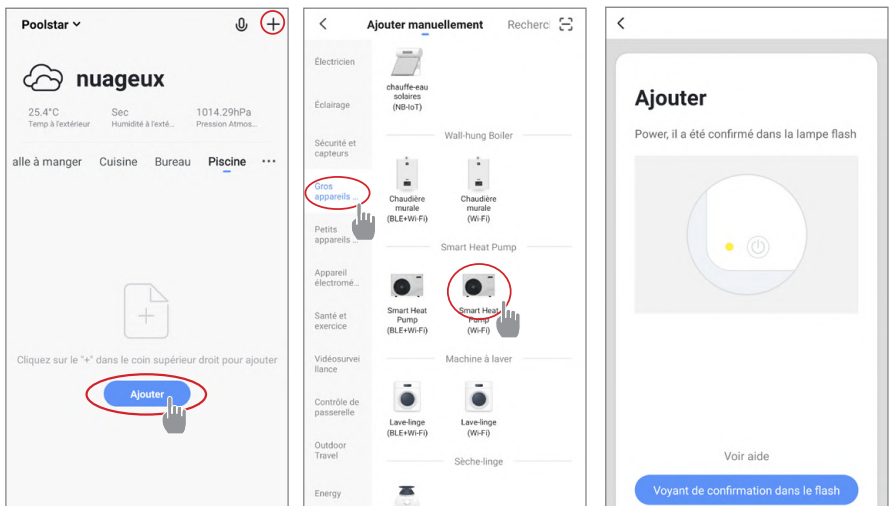 Poolstar
nuageux
25.4°C Sec 1014.29hPa
Temp à l'extérieur Humidité à l'exté... Pression Atmos...
alle à manger Cuisine Bureau Piscine ...
Cliquez sur le "+" dans le coin supérieur droit pour ajouter
Ajouter
Ajouter manuellement Recherc
Électricien
Éclairage
Sécurité et
capteurs
Gros
appareils ...
Petits
appareils ...
Appareil
électromé...
Santé et
exercice
Vidéosurvei
llance
Contrôle de
passerelle
Outdoor
Travel
Energy
chauffe-eau
solaires
(NB-IoT)
Wall-hung Boiler
Chaudière
murale
(BLE+Wi-Fi)
Chaudière
murale
(Wi-Fi)
Smart Heat Pump
Smart Heat
Pump
(BLE+Wi-Fi)
Smart Heat
Pump
(Wi-Fi)
Machine à laver
Lave-linge
(BLE+Wi-Fi)
Lave-linge
(Wi-Fi)
Sèche-linge
Ajouter
Power, il a été confirmé dans la lampe flash
Voir aide
Voyant de confirmation dans le flash